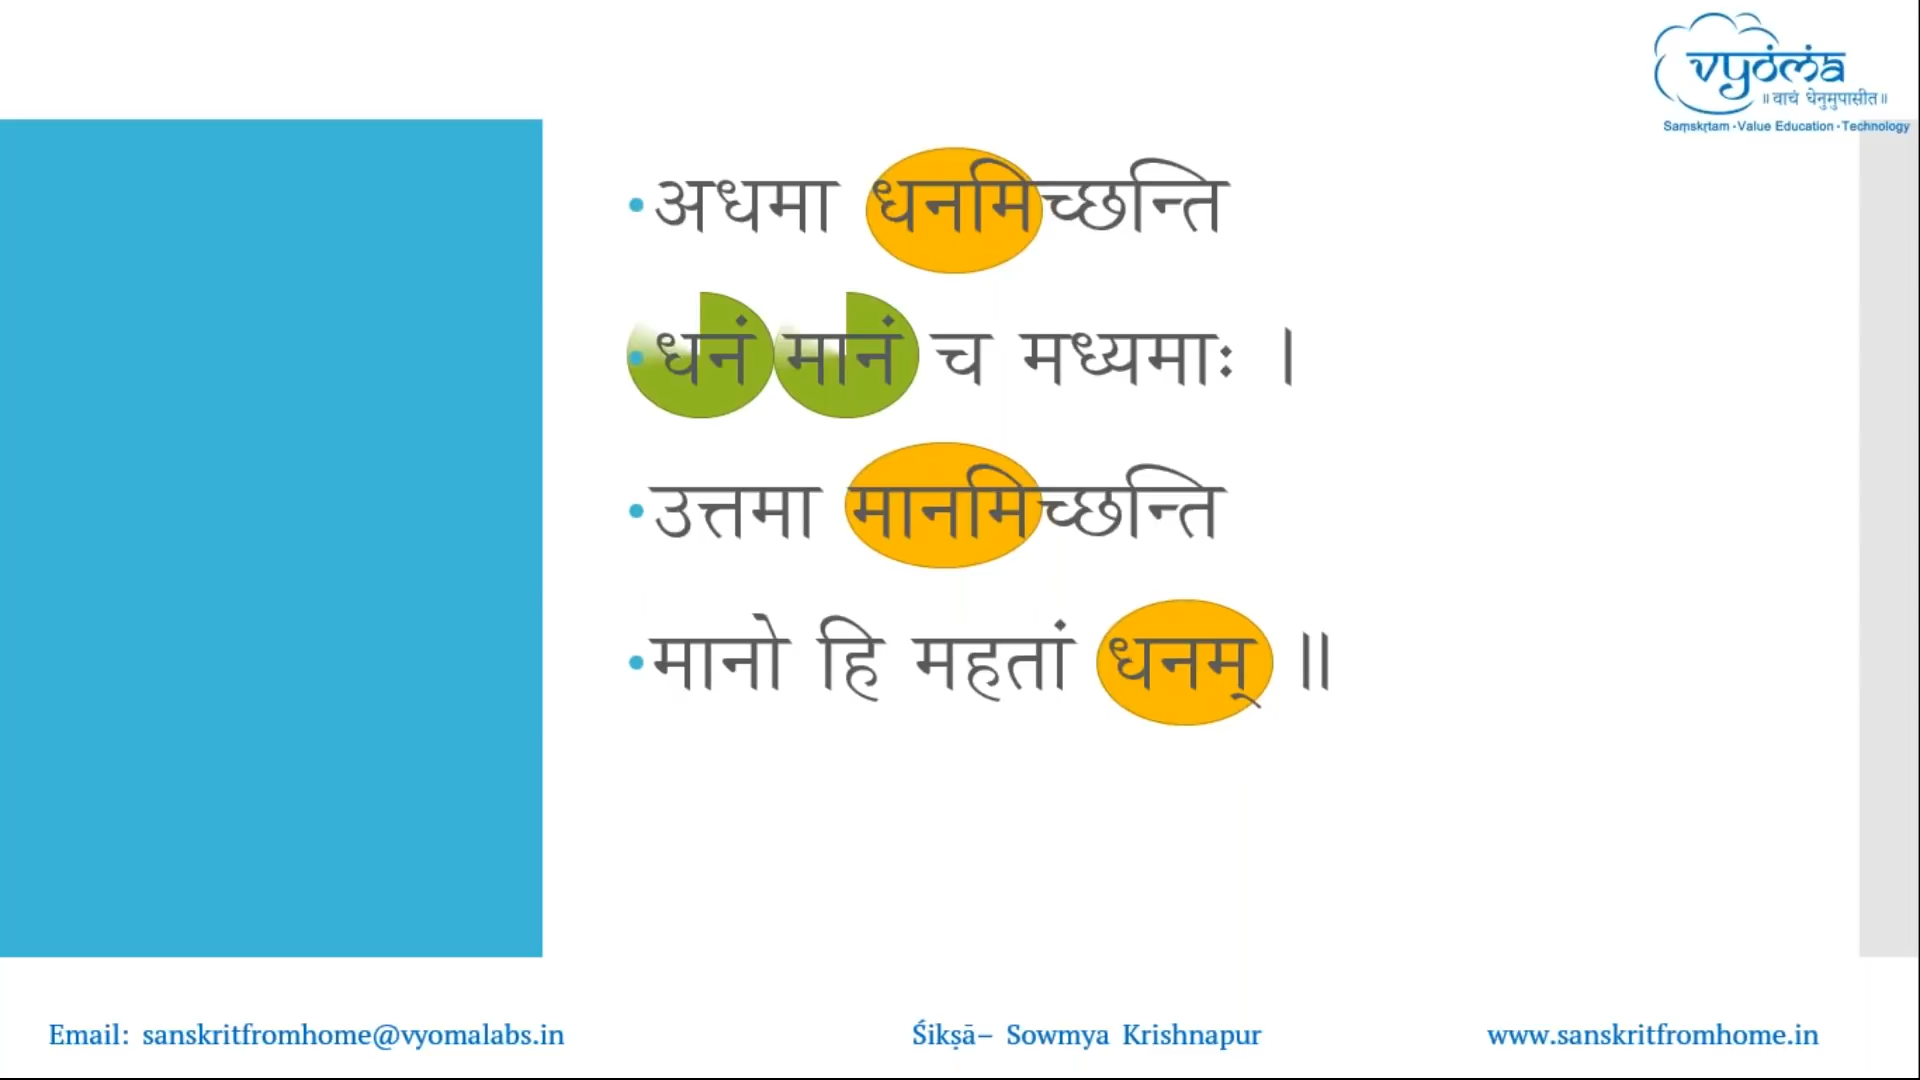 vyoma
॥ वाचं धेनुमुपासीत॥
Saṃskṛtam - Value Education - Technology
• अधमा धनमिच्छन्ति
• धनं मानं च मध्यमाः ।
• उत्तमा मानमिच्छन्ति
• मानो हि महतां धनम् ॥
Email: sanskritfromhome@vyomalabs.in
Śikṣā– Sowmya Krishnapur
www.sanskritfromhome.in